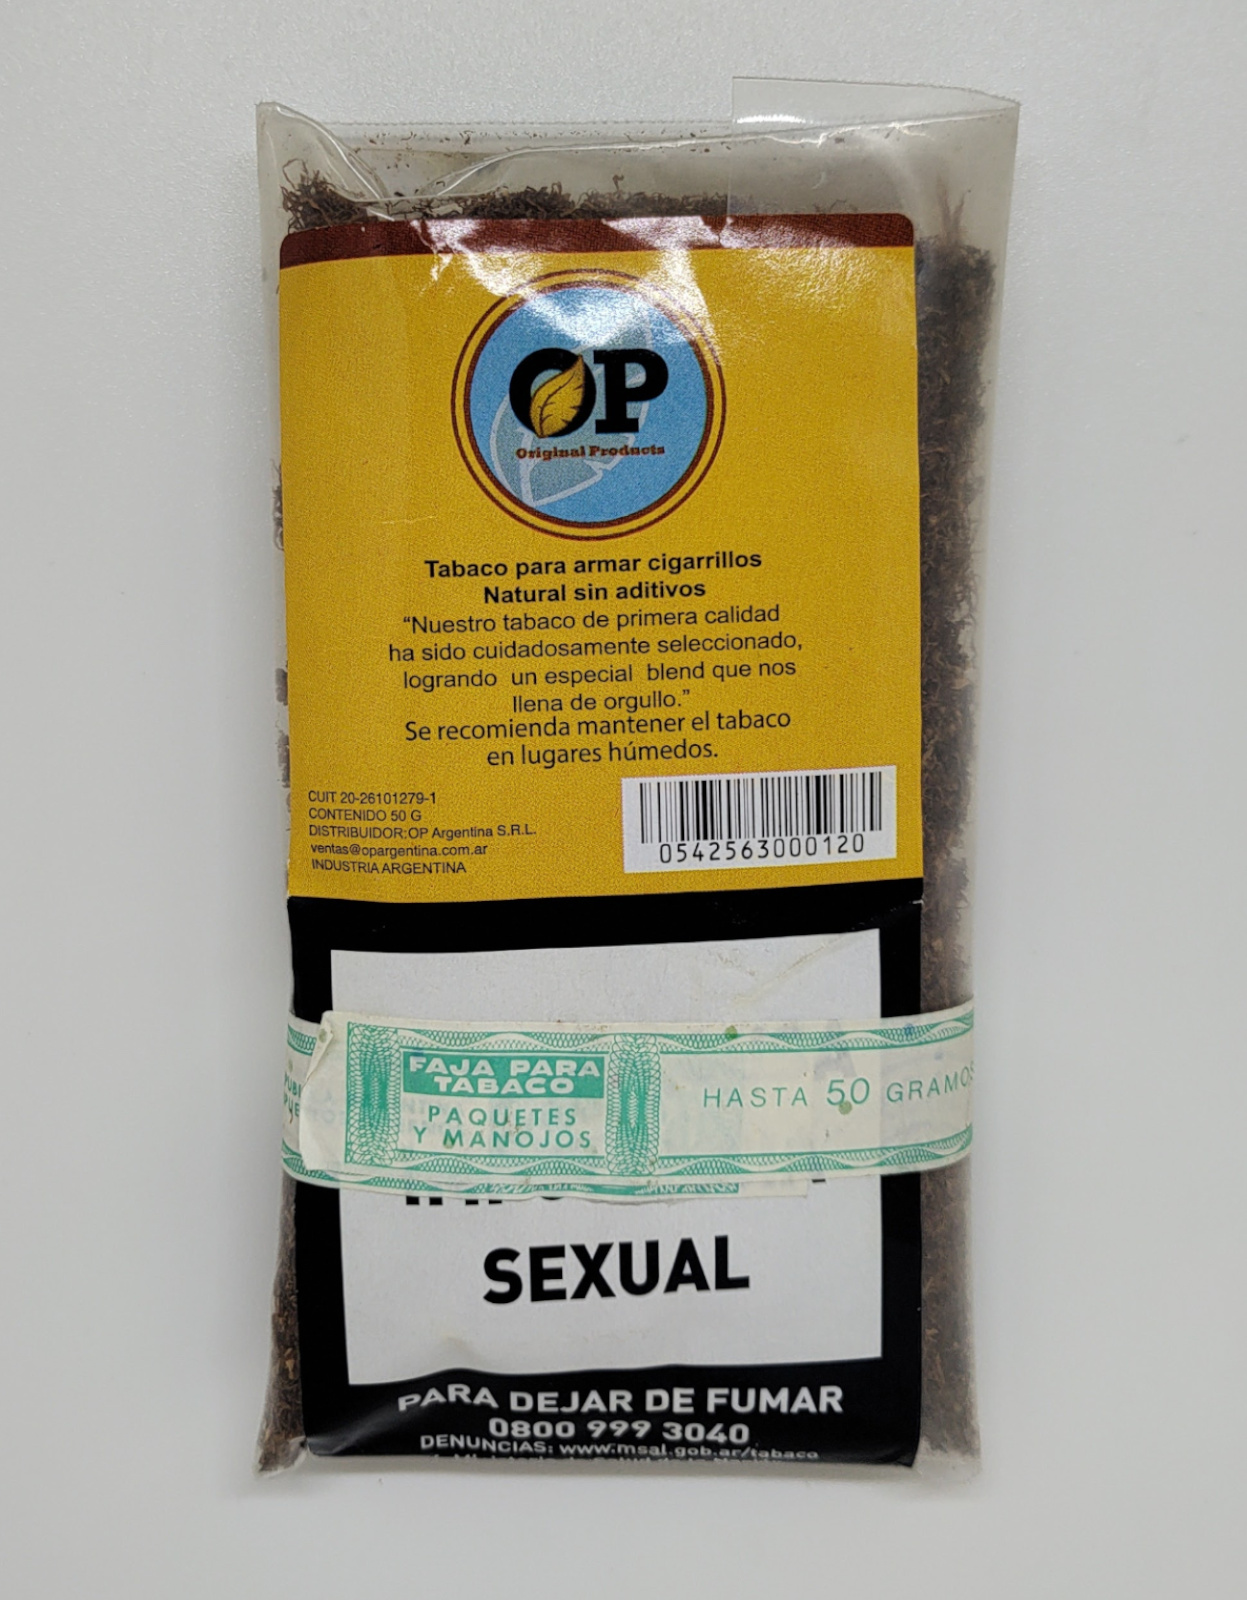 OP
Original Products
Tabaco para armar cigarrillos
Natural sin aditivos
“Nuestro tabaco de primera calidad
ha sido cuidadosamente seleccionado,
logrando un especial blend que nos
llena de orgullo.”
Se recomienda mantener el tabaco
en lugares húmedos.
CUIT 20-26101279-1
CONTENIDO 50 G
DISTRIBUIDOR:OP Argentina S.R.L.
ventas@opargentina.com.ar
INDUSTRIA ARGENTINA
0542563000120
FAJA PARA
TABACO
PAQUETES
Y MANOJOS
HASTA 50 GRAMOS
SEXUAL
PARA DEJAR DE FUMAR
0800 999 3040
DENUNCIAS: www.msal.gob.ar/tabaco